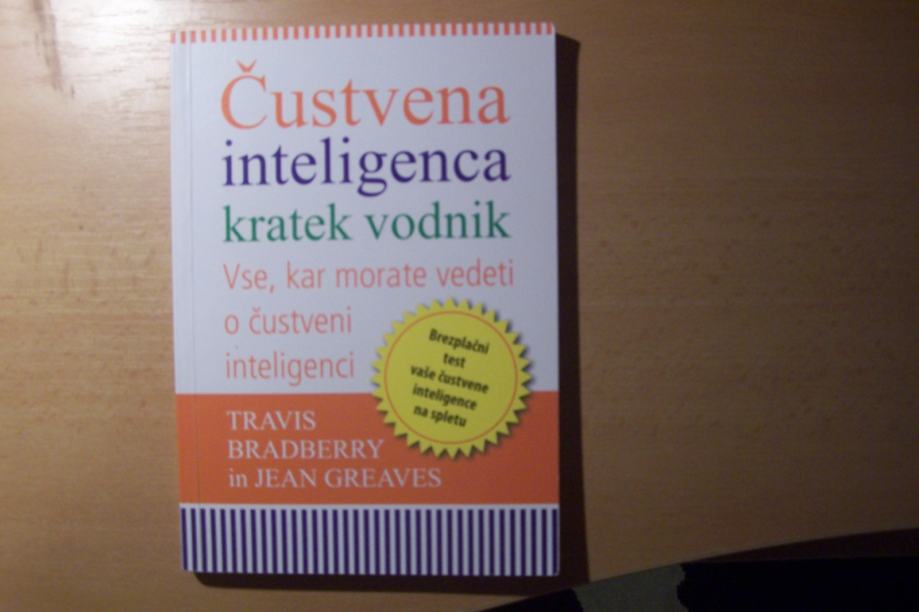 Čustvena
inteligenca
kratek vodnik
Vse, kar morate vedeti
o čustveni
inteligenci
Brezplačni
test
vaše čustvene
inteligence
na spletu
TRAVIS
BRADBERRY
in JEAN GREAVES